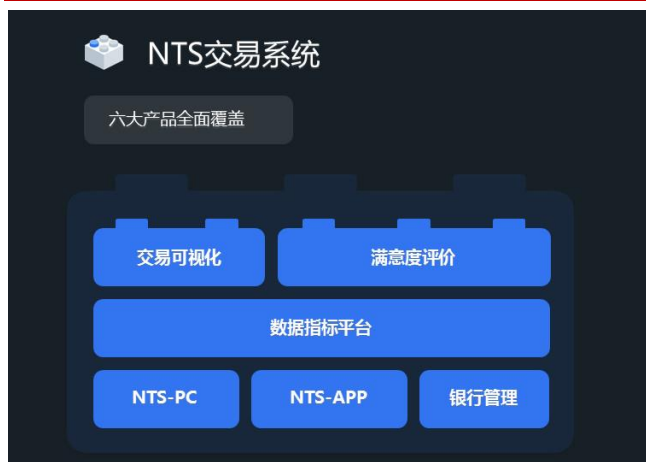 NTS交易系统
六大产品全面覆盖
交易可视化
满意度评价
数据指标平台
NTS-PC
NTS-APP
银行管理